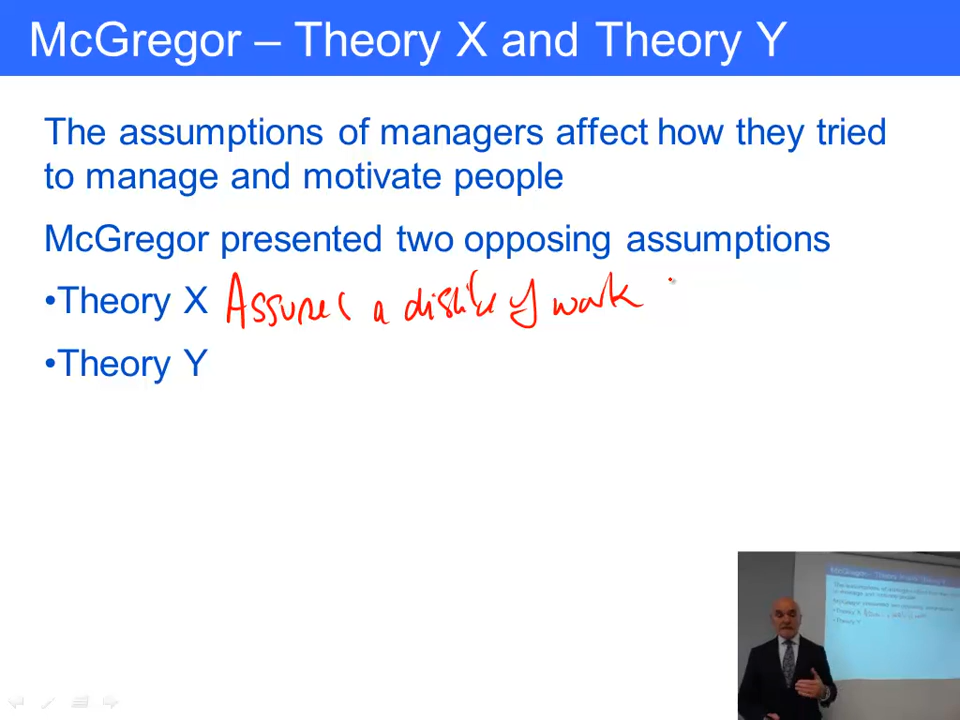 McGregor – Theory X and Theory Y
The assumptions of managers affect how they tried
to manage and motivate people
McGregor presented two opposing assumptions
•Theory X Assumes a dislike of work
•Theory Y